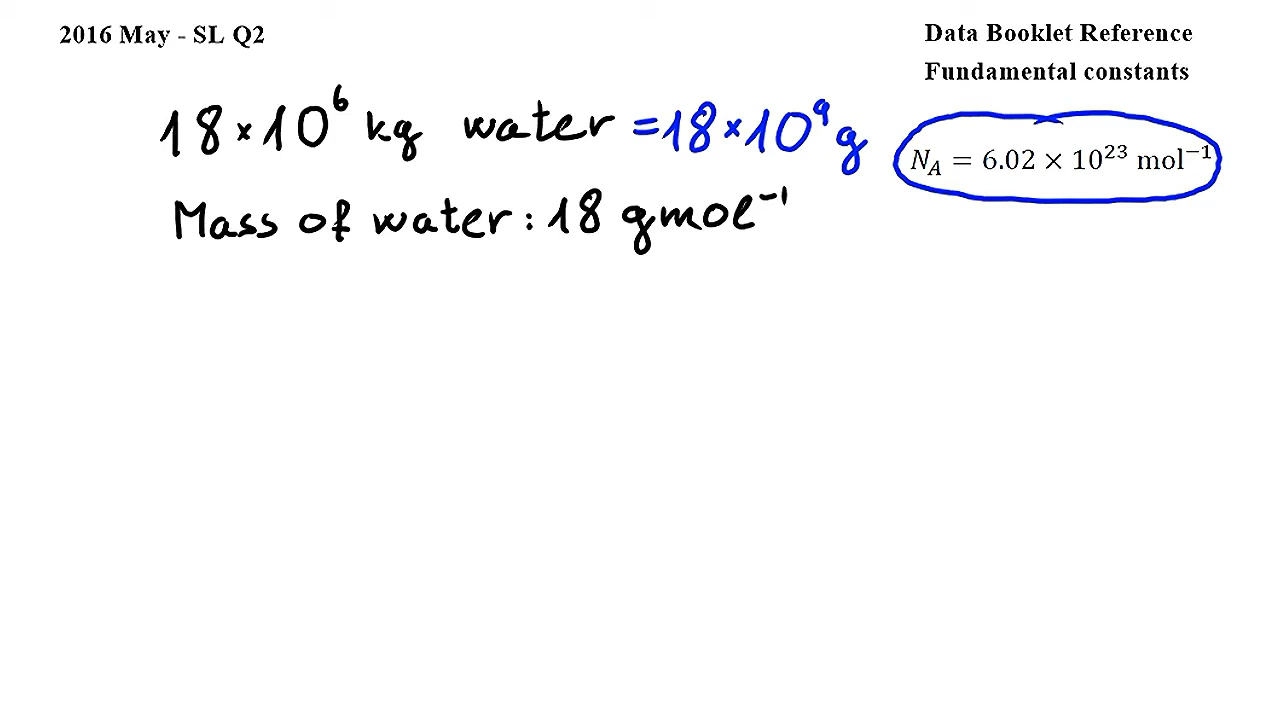 2016 May - SL Q2
Data Booklet Reference
Fundamental constants
18×10⁶ kg water =18×10⁹ g
N_A = 6.02 × 10²³ mol⁻¹
Mass of water: 18 gmol⁻¹